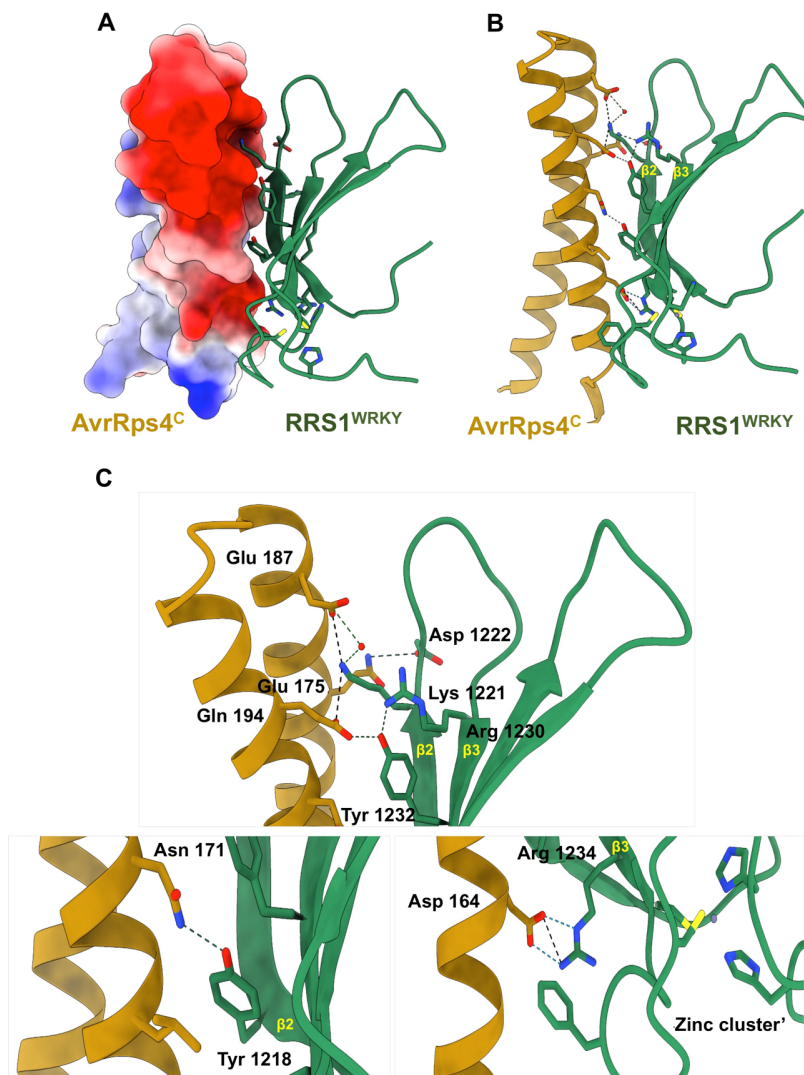 A
B
β2
β3
AvrRps4C
RRS1WRKY
AvrRps4C
RRS1WRKY
C
Glu 187
Asp 1222
Glu 175
Lys 1221
Gln 194
Arg 1230
β2
β3
Tyr 1232
Asn 171
β2
Tyr 1218
Arg 1234
β3
Asp 164
Zinc cluster’